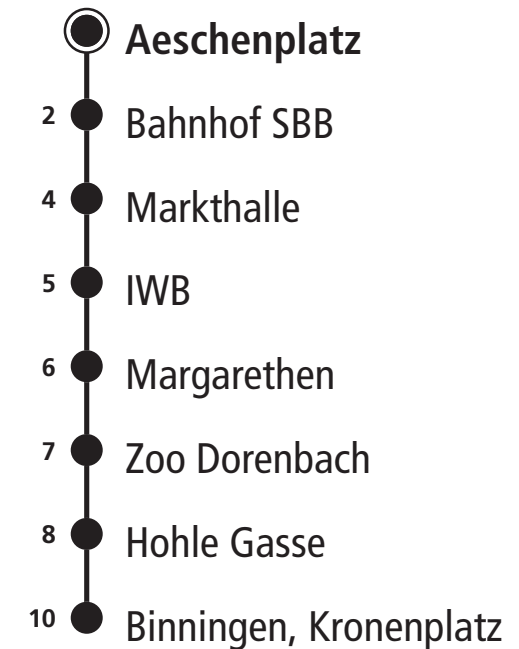 Aeschenplatz
2 Bahnhof SBB
4 Markthalle
5 IWB
6 Margarethen
7 Zoo Dorenbach
8 Hohle Gasse
10 Binningen, Kronenplatz